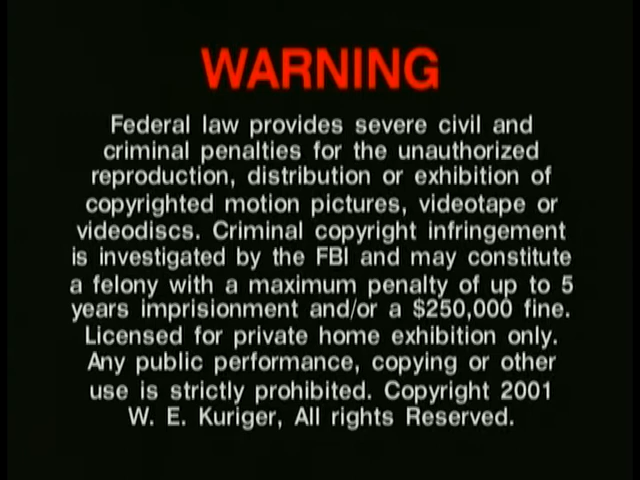 WARNING
Federal law provides severe civil and
criminal penalties for the unauthorized
reproduction, distribution or exhibition of
copyrighted motion pictures, videotape or
videodiscs. Criminal copyright infringement
is investigated by the FBI and may constitute
a felony with a maximum penalty of up to 5
years imprisionment and/or a $250,000 fine.
Licensed for private home exhibition only.
Any public performance, copying or other
use is strictly prohibited. Copyright 2001
W. E. Kuriger, All rights Reserved.